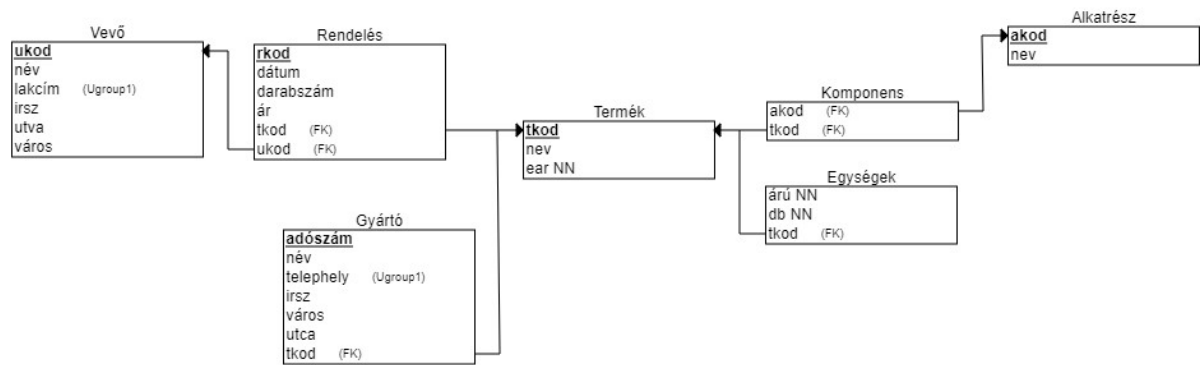 Vevő
ukod
név
lakcím (Ugroup1)
irsz
utva
város
Rendelés
rkod
dátum
darabszám
ár
tkod (FK)
ukod (FK)
Gyártó
adószám
név
telephely (Ugroup1)
irsz
város
utca
tkod (FK)
Termék
tkod
nev
ear NN
Komponens
akod (FK)
tkod (FK)
Egységek
árú NN
db NN
tkod (FK)
Alkatrész
akod
nev